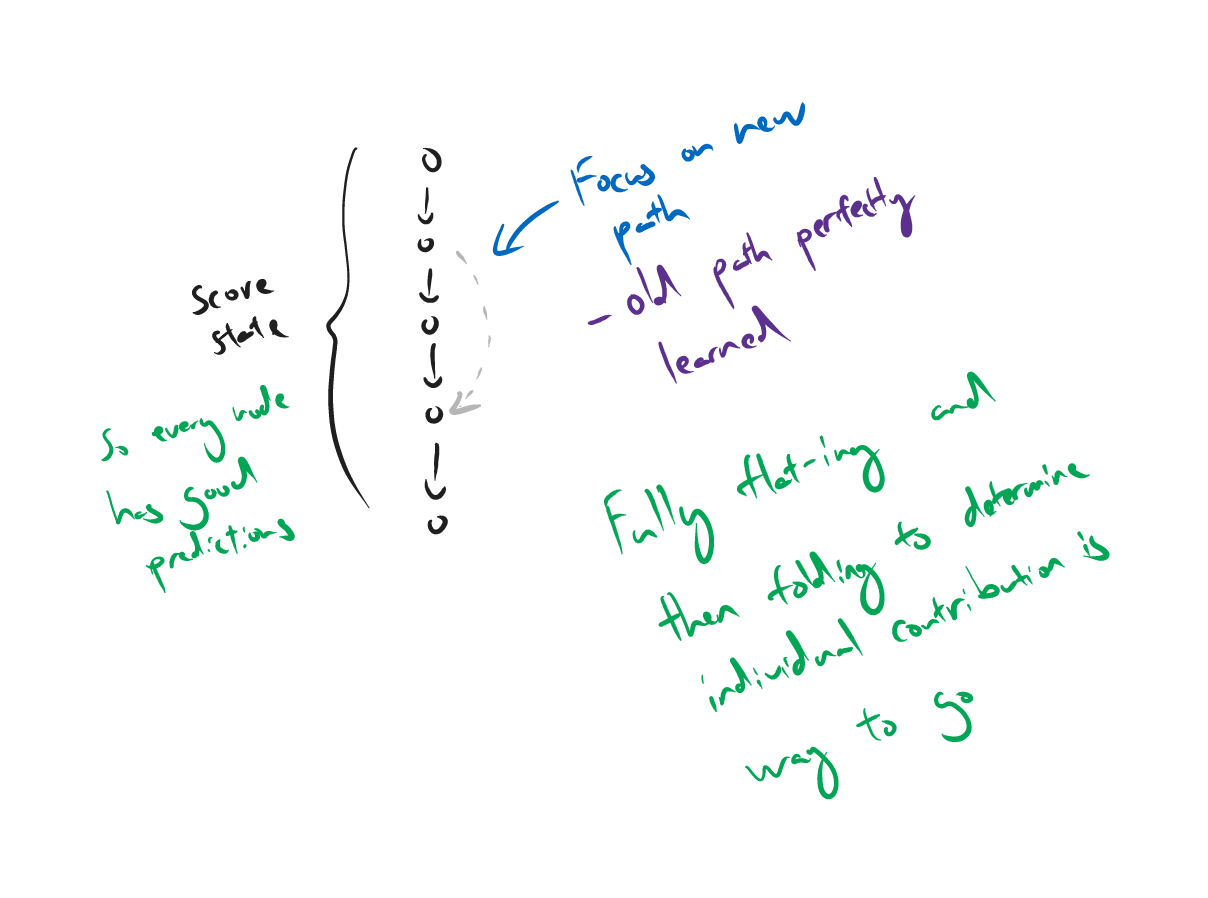 Focus on new
path
- old path perfectly
learned
Score
state
So every node
has good
predictions
Fully flat-ing and
then folding to determine
individual contribution is
way to go